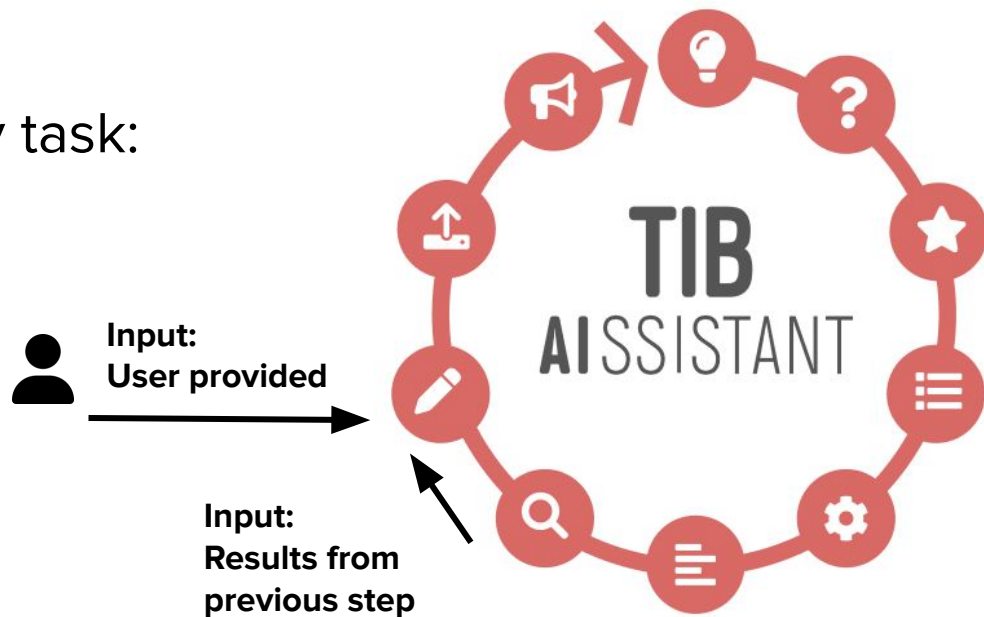 task:
TIB
AISSISTANT
Input:
User provided
Input:
Results from
previous step